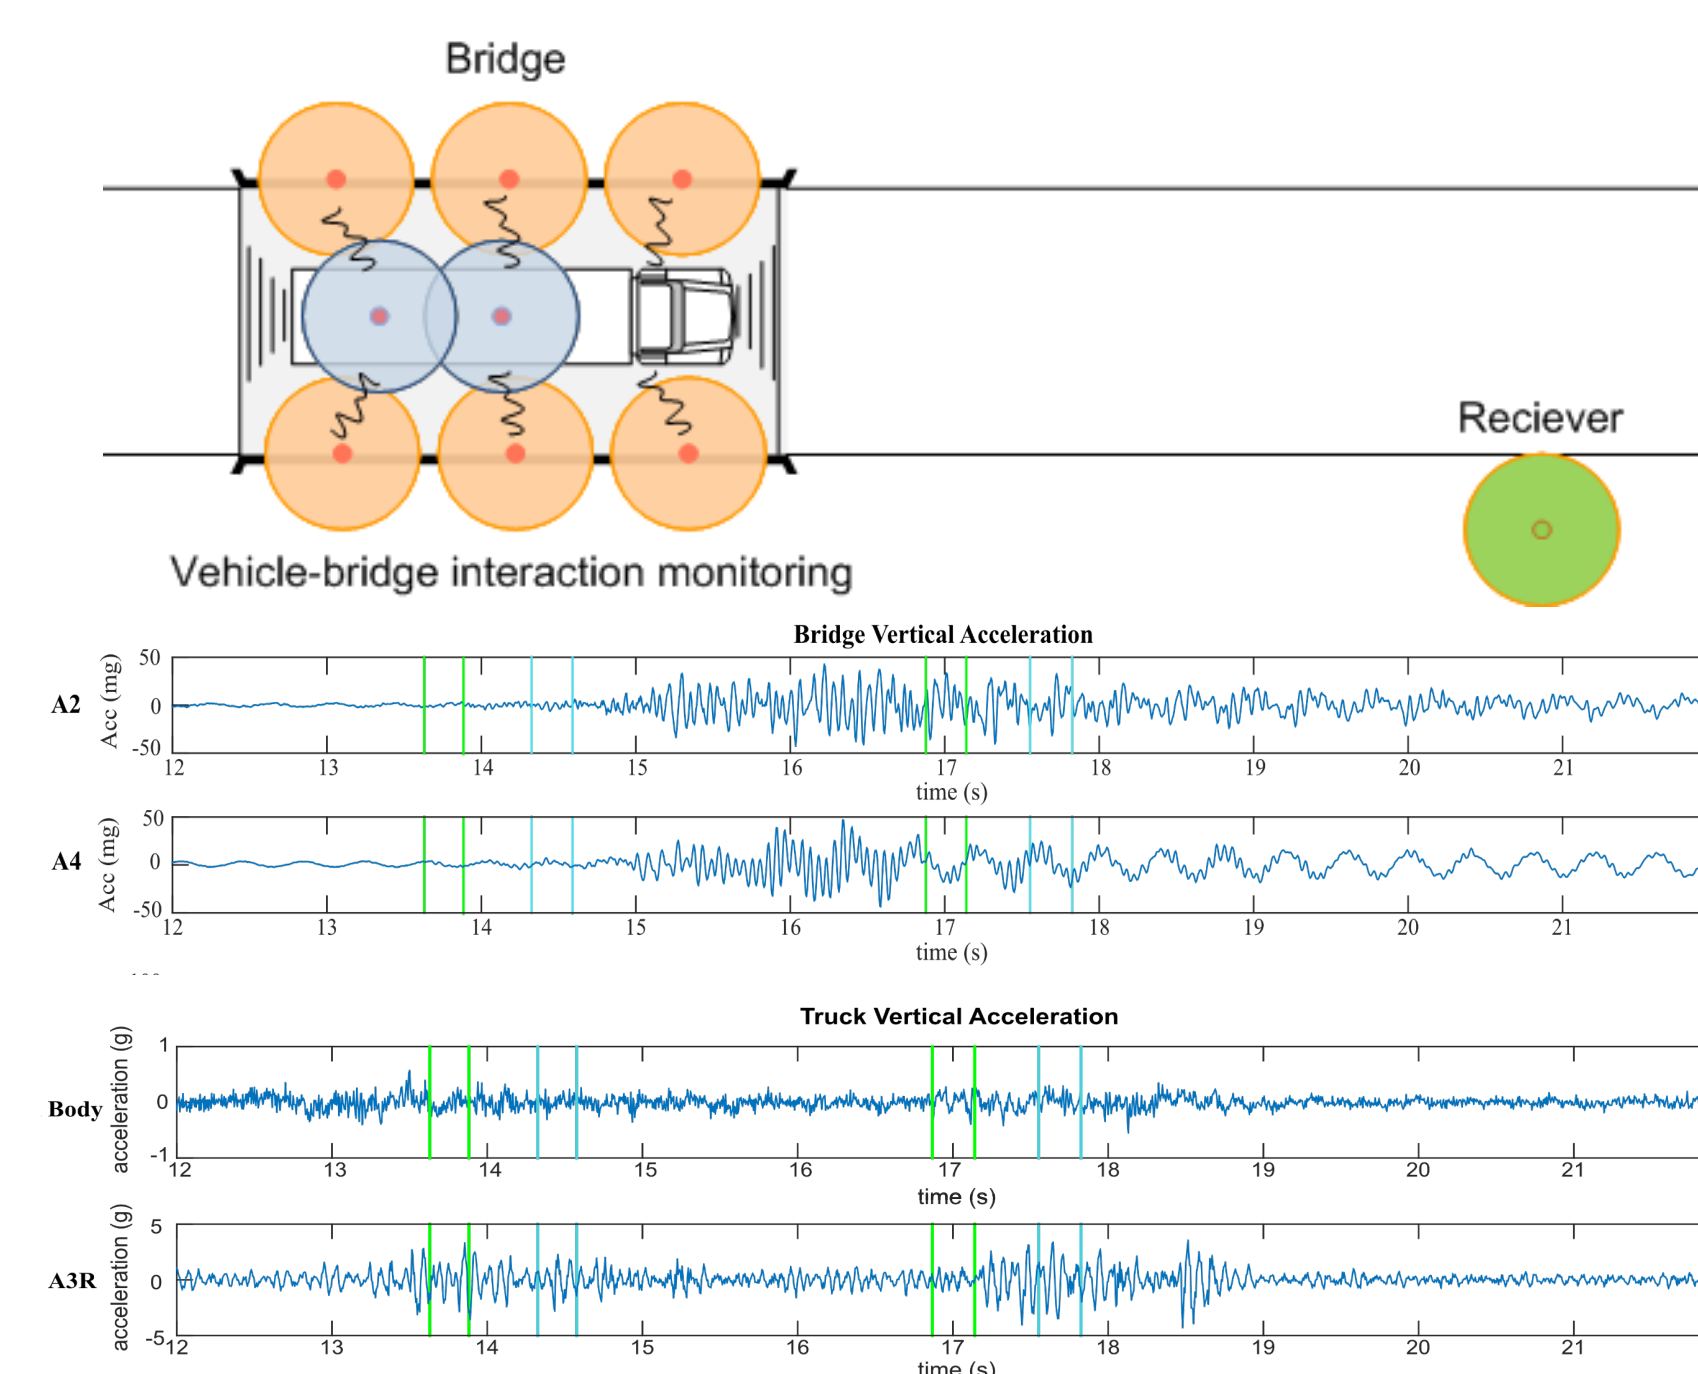 Bridge
Reciever
Vehicle-bridge interaction monitoring
Bridge Vertical Acceleration
A2
Acc (mg)
50
0
-50
12 13 14 15 16 17 18 19 20 21
time (s)
A4
Acc (mg)
50
0
-50
12 13 14 15 16 17 18 19 20 21
time (s)
Truck Vertical Acceleration
Body
acceleration (g)
1
0
-1
12 13 14 15 16 17 18 19 20 21
time (s)
A3R
acceleration (g)
5
0
-5
12 13 14 15 16 17 18 19 20 21
time (s)